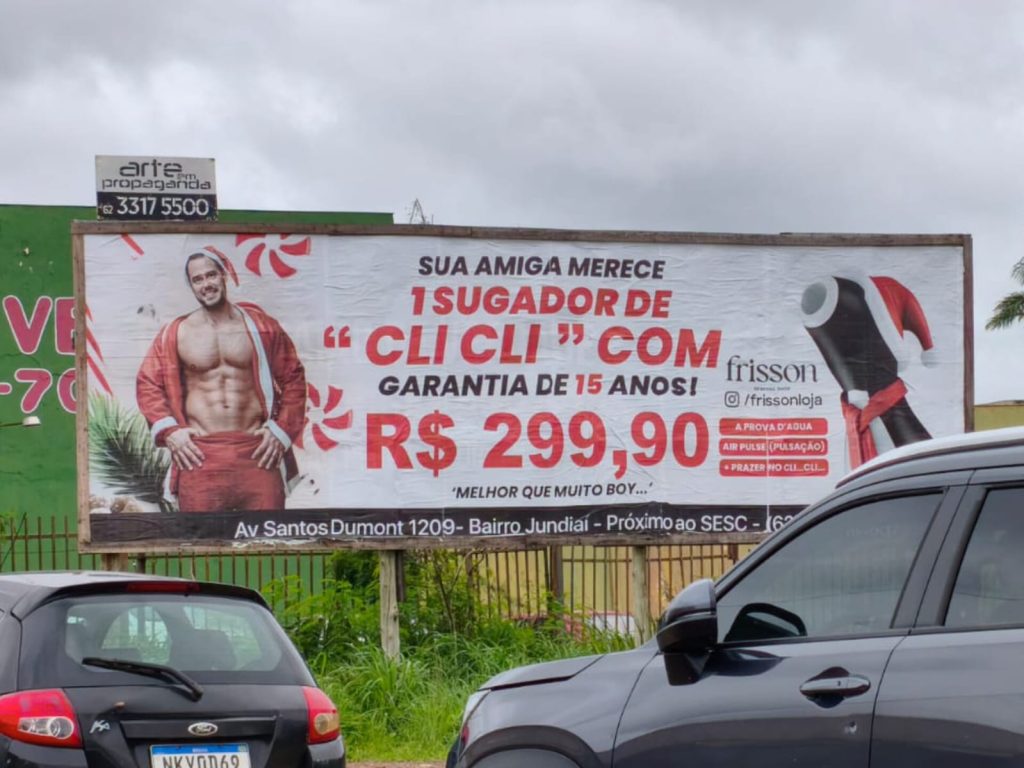 arte em
propaganda
62 3317 5500
VE
-70
SUA AMIGA MERECE
1 SUGADOR DE
“ CLI CLI ” COM
GARANTIA DE 15 ANOS!
R$ 299,90
'MELHOR QUE MUITO BOY...'
frisson
/frissonloja
A PROVA D'AGUA
AIR PULSE (PULSAÇÃO)
+ PRAZER NO CLI...CLI...
Av Santos Dumont 1209- Bairro Jundiaí - Próximo ao SESC - (62
Ka
Ford